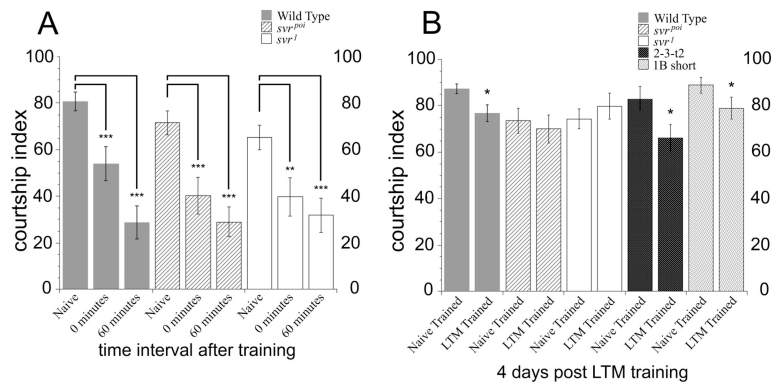 A
Wild Type
svr^poi
svr^1
100
80
60
40
20
0
100
80
60
40
20
0
courtship index
***
***
***
***
**
***
Naive
0 minutes
60 minutes
Naive
0 minutes
60 minutes
Naive
0 minutes
60 minutes
time interval after training
B
Wild Type
svr^poi
svr^1
2-3-t2
1B short
100
80
60
40
20
0
100
80
60
40
20
0
courtship index
*
*
*
Naive Trained
LTM Trained
Naive Trained
LTM Trained
Naive Trained
LTM Trained
Naive Trained
LTM Trained
Naive Trained
LTM Trained
4 days post LTM training